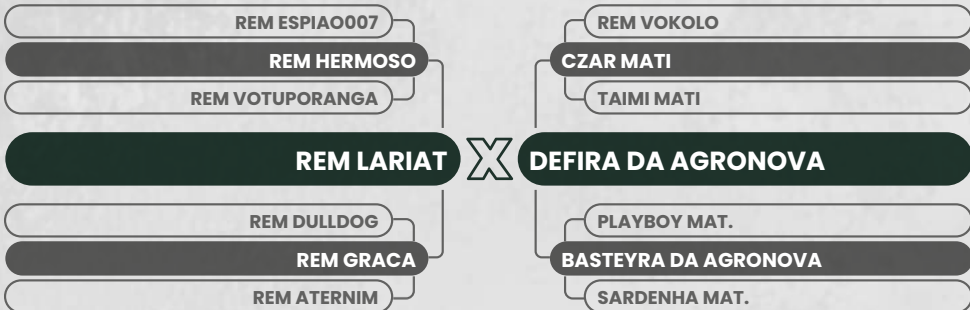 REM ESPIAO007
REM HERMOSO
REM VOTUPORANGA
REM LARIAT
REM DULLDOG
REM GRACA
REM ATERNIM
X
REM VOKOLO
CZAR MATI
TAIMI MATI
DEFIRA DA AGRONOVA
PLAYBOY MAT.
BASTEYRA DA AGRONOVA
SARDENHA MAT.